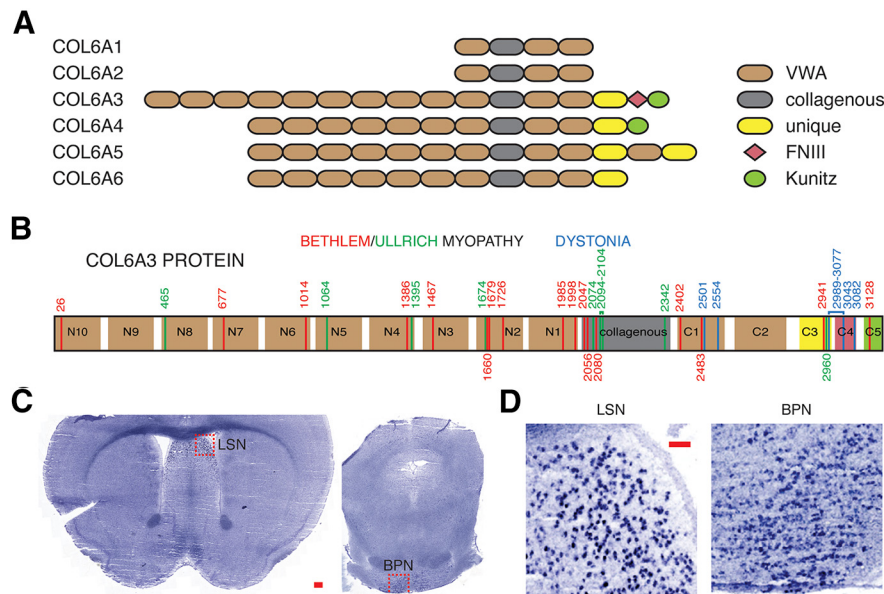 A
COL6A1
COL6A2
COL6A3
COL6A4
COL6A5
COL6A6
VWA
collagenous
unique
FNIII
Kunitz
B
BETHLEM/ULLRICH MYOPATHY DYSTONIA
COL6A3 PROTEIN
26 465 677 1014 1064 1386 1395 1467 1674 1679 1726 1985 1998 2047 2074 2094-2104 2342 2402 2501 2554 2941 2989-3077 3043 3082 3128
N10 N9 N8 N7 N6 N5 N4 N3 N2 N1 collagenous C1 C2 C3 C4 C5
1660 2056 2080 2483 2960
C
D
LSN BPN
LSN
BPN